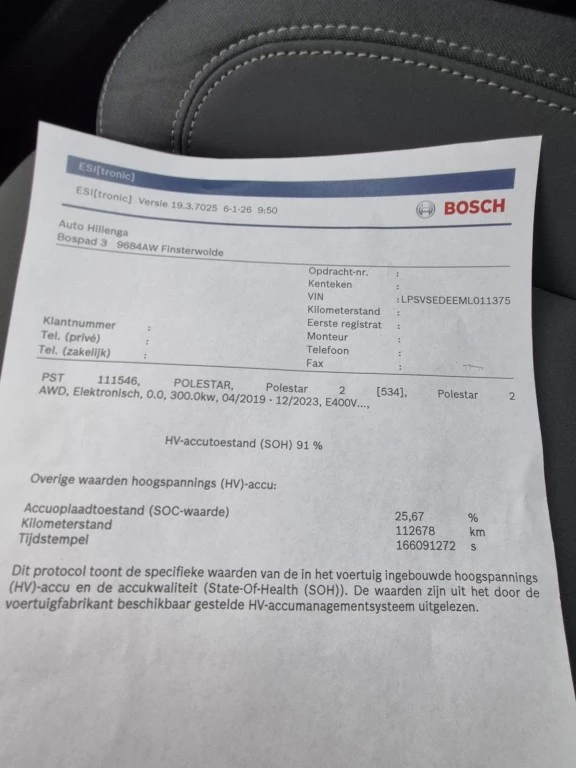 ESI[tronic]
ESI[tronic] Versie 19.3.7025 6-1-26 9:50
BOSCH
Auto Hillenga
Bospad 3 9684AW Finsterwolde
Opdracht-nr. :
Kenteken :
VIN :LPSVSEDEEML011375
Kilometerstand :
Klantnummer : Eerste registrat :
Tel. (privé) : Monteur :
Tel. (zakelijk) : Telefoon :
Fax :
PST 111546, POLESTAR, Polestar 2 [534], Polestar 2
AWD, Elektronisch, 0.0, 300.0kw, 04/2019 - 12/2023, E400V...,
HV-accutoestand (SOH) 91 %
Overige waarden hoogspannings (HV)-accu:
Accuoplaadtoestand (SOC-waarde) 25,67 %
Kilometerstand 112678 km
Tijdstempel 166091272 s
Dit protocol toont de specifieke waarden van de in het voertuig ingebouwde hoogspannings
(HV)-accu en de accukwaliteit (State-Of-Health (SOH)). De waarden zijn uit het door de
voertuigfabrikant beschikbaar gestelde HV-accumanagementsysteem uitgelezen.